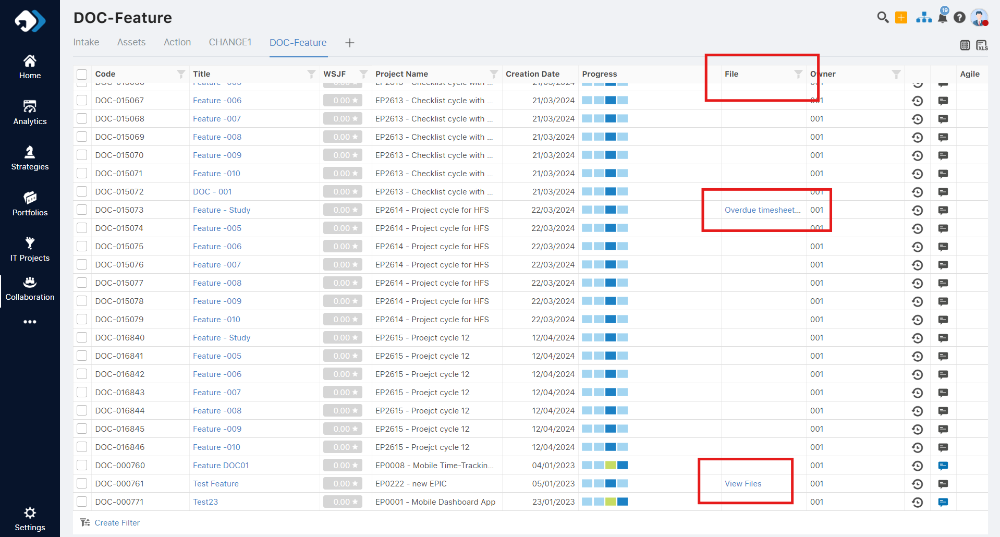 DOC-Feature
19
Intake Assets Action CHANGE1 DOC-Feature
XLS
Home
Analytics
Strategies
Portfolios
IT Projects
Collaboration
Settings
Code Title WSJF Project Name Creation Date Progress File Owner Agile
DOC-015066 Feature -005 0.00 EP2613 - Checklist cycle with ... 21/03/2024 001
DOC-015067 Feature -006 0.00 EP2613 - Checklist cycle with ... 21/03/2024 001
DOC-015068 Feature -007 0.00 EP2613 - Checklist cycle with ... 21/03/2024 001
DOC-015069 Feature -008 0.00 EP2613 - Checklist cycle with ... 21/03/2024 001
DOC-015070 Feature -009 0.00 EP2613 - Checklist cycle with ... 21/03/2024 001
DOC-015071 Feature -010 0.00 EP2613 - Checklist cycle with ... 21/03/2024 001
DOC-015072 DOC - 001 0.00 EP2613 - Checklist cycle with ... 21/03/2024 001
DOC-015073 Feature - Study 0.00 EP2614 - Project cycle for HFS 22/03/2024 Overdue timesheet... 001
DOC-015074 Feature -005 0.00 EP2614 - Project cycle for HFS 22/03/2024 001
DOC-015075 Feature -006 0.00 EP2614 - Project cycle for HFS 22/03/2024 001
DOC-015076 Feature -007 0.00 EP2614 - Project cycle for HFS 22/03/2024 001
DOC-015077 Feature -008 0.00 EP2614 - Project cycle for HFS 22/03/2024 001
DOC-015078 Feature -009 0.00 EP2614 - Project cycle for HFS 22/03/2024 001
DOC-015079 Feature -010 0.00 EP2614 - Project cycle for HFS 22/03/2024 001
DOC-016840 Feature - Study 0.00 EP2615 - Proejct cycle 12 12/04/2024 001
DOC-016841 Feature -005 0.00 EP2615 - Proejct cycle 12 12/04/2024 001
DOC-016842 Feature -006 0.00 EP2615 - Proejct cycle 12 12/04/2024 001
DOC-016843 Feature -007 0.00 EP2615 - Proejct cycle 12 12/04/2024 001
DOC-016844 Feature -008 0.00 EP2615 - Proejct cycle 12 12/04/2024 001
DOC-016845 Feature -009 0.00 EP2615 - Proejct cycle 12 12/04/2024 001
DOC-016846 Feature -010 0.00 EP2615 - Proejct cycle 12 12/04/2024 001
DOC-000760 Feature DOC01 0.00 EP0008 - Mobile Time-Trackin... 04/01/2023 001
DOC-000761 Test Feature 0.00 EP0222 - new EPIC 05/01/2023 View Files 001
DOC-000771 Test23 0.00 EP0001 - Mobile Dashboard App 23/01/2023 001
Create Filter